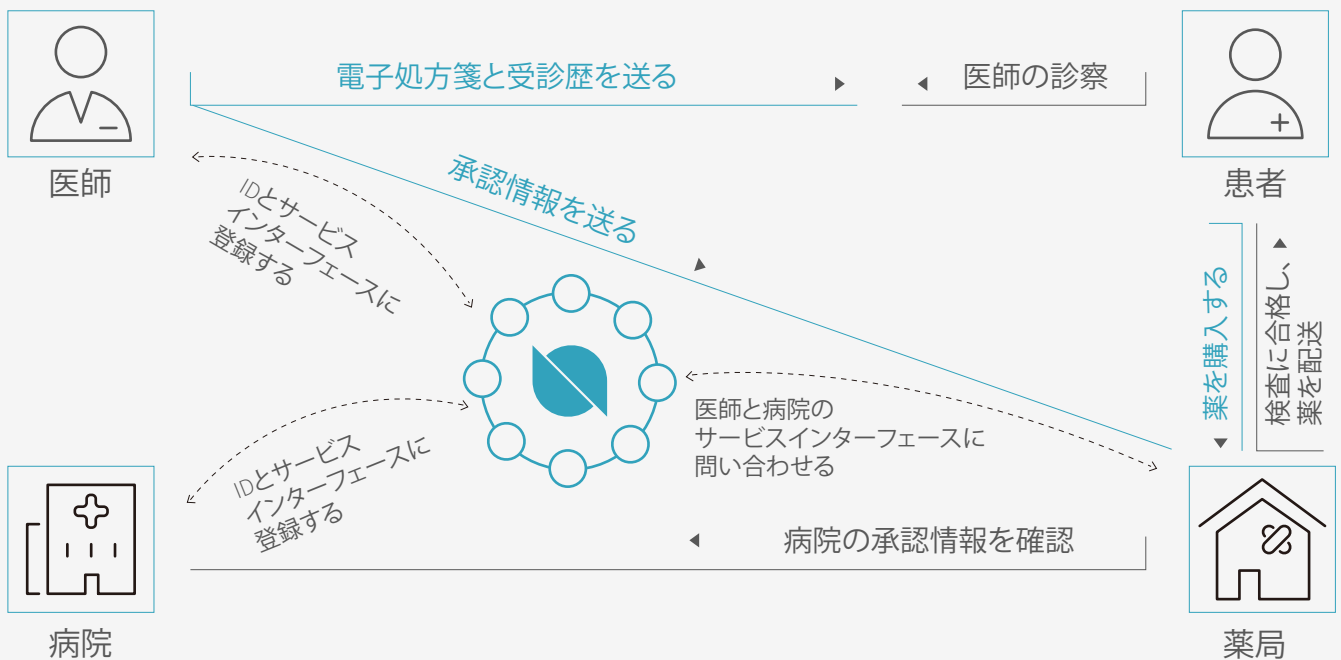 電子処方箋と受診歴を送る
医師の診察
医師
患者
承認情報を送る
IDとサービス
インターフェースに
登録する
薬を購入する
検査に合格し、
薬を配送
医師と病院の
サービスインターフェースに
問い合わせる
IDとサービス
インターフェースに
登録する
病院の承認情報を確認
病院
薬局